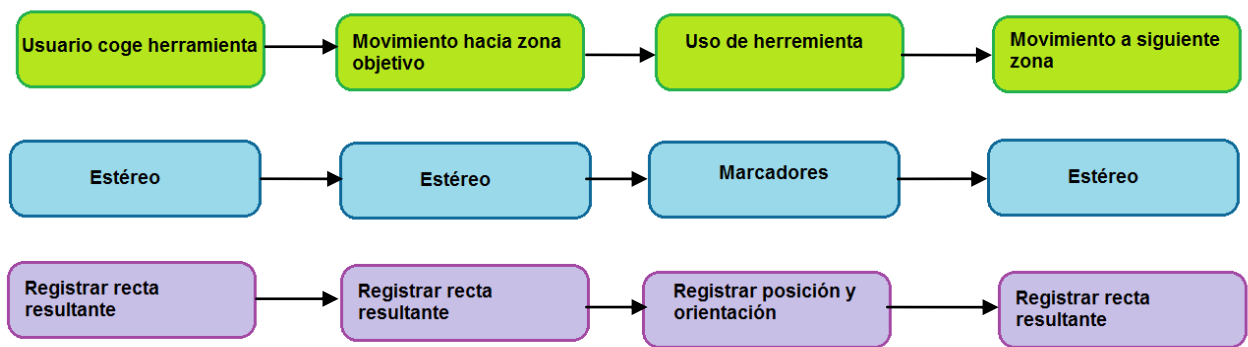 Usuario coge herramienta
Movimiento hacia zona
objetivo
Uso de herremienta
Movimiento a siguiente
zona
Estéreo
Estéreo
Marcadores
Estéreo
Registrar recta
resultante
Registrar recta
resultante
Registrar posición y
orientación
Registrar recta
resultante